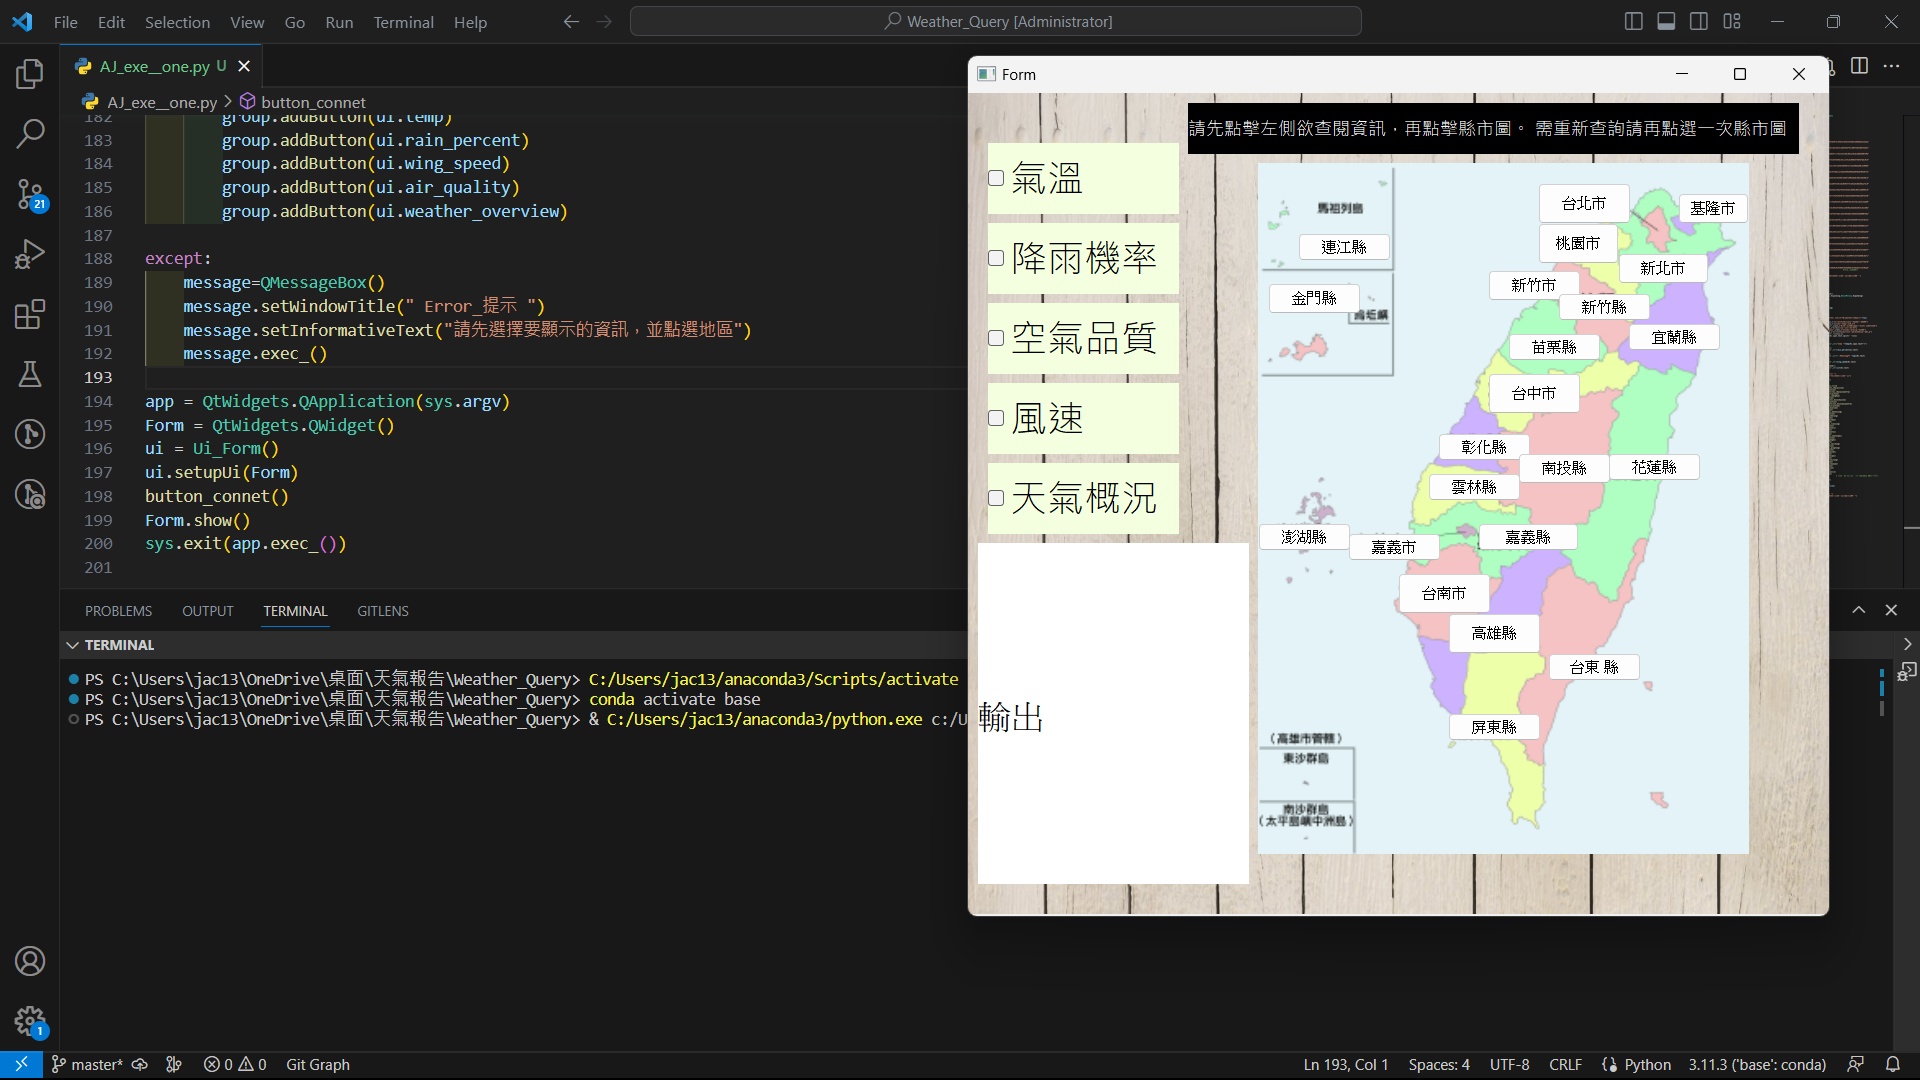 File Edit Selection View Go Run Terminal Help
Weather_Query [Administrator]
AJ_exe__one.py U
AJ_exe__one.py > button_connet
182 group.addButton(ui.temp)
183 group.addButton(ui.rain_percent)
184 group.addButton(ui.wing_speed)
185 group.addButton(ui.air_quality)
186 group.addButton(ui.weather_overview)
187
188 except:
189 message=QMessageBox()
190 message.setWindowTitle(" Error_提示 ")
191 message.setInformativeText("請先選擇要顯示的資訊，並點選地區")
192 message.exec_()
193
194 app = QtWidgets.QApplication(sys.argv)
195 Form = QtWidgets.QWidget()
196 ui = Ui_Form()
197 ui.setupUi(Form)
198 button_connet()
199 Form.show()
200 sys.exit(app.exec_())
201
PROBLEMS OUTPUT TERMINAL GITLENS
TERMINAL
PS C:\Users\jac13\OneDrive\桌面\天氣報告\Weather_Query> C:/Users/jac13/anaconda3/Scripts/activate
PS C:\Users\jac13\OneDrive\桌面\天氣報告\Weather_Query> conda activate base
PS C:\Users\jac13\OneDrive\桌面\天氣報告\Weather_Query> & C:/Users/jac13/anaconda3/python.exe c:/U
Form
請先點擊左側欲查閱資訊，再點擊縣市圖。 需重新查詢請再點選一次縣市圖
氣溫
降雨機率
空氣品質
風速
天氣概況
輸出
馬祖列島
連江縣
金門縣
台北市
基隆市
桃園市
新北市
新竹市
新竹縣
宜蘭縣
苗栗縣
台中市
彰化縣
南投縣
花蓮縣
雲林縣
澎湖縣
嘉義市
嘉義縣
台南市
高雄縣
台東 縣
屏東縣
（高雄市管轄）
東沙群島
南沙群島
（太平島與中洲島）
21
1
master*
0 0
Git Graph
Ln 193, Col 1 Spaces: 4 UTF-8 CRLF Python 3.11.3 ('base': conda)